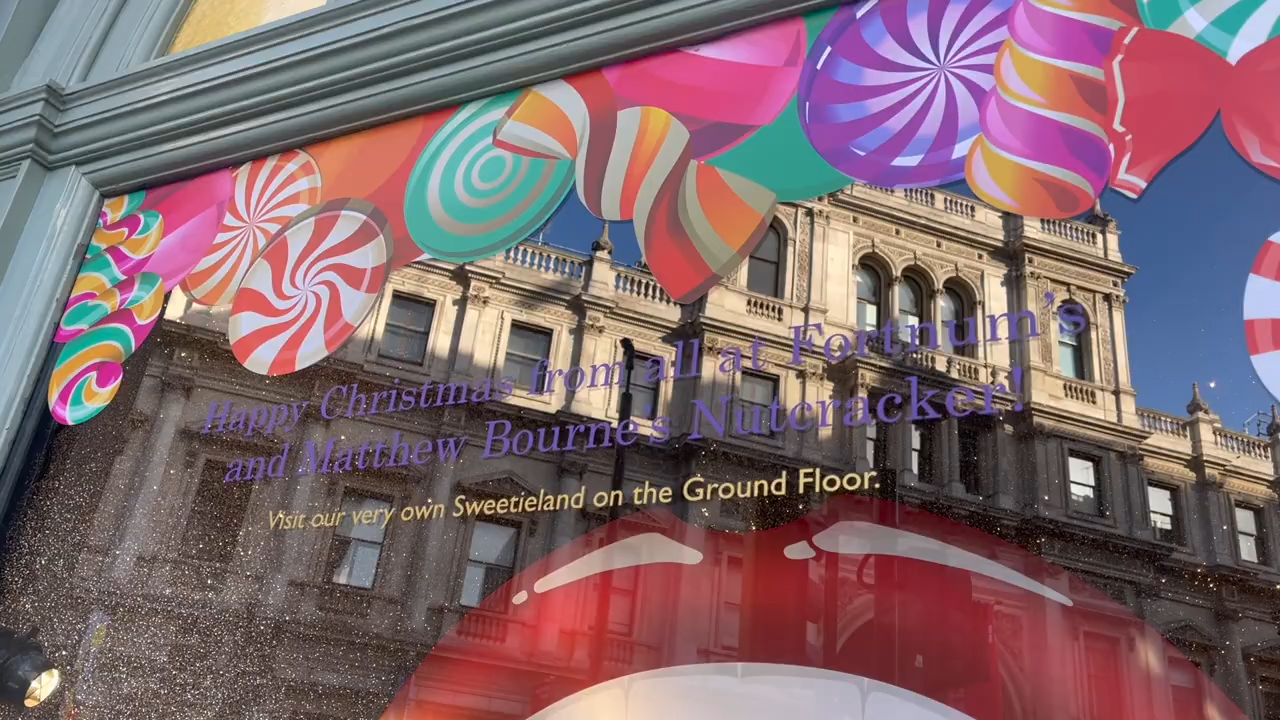 Happy Christmas from all at Fortnum's
and Matthew Bourne's Nutcracker!
Visit our very own Sweetieland on the Ground Floor.